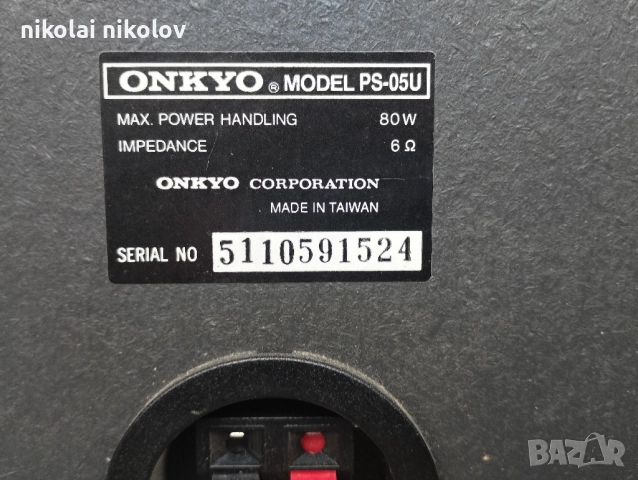 nikolai nikolov
ONKYO ® MODEL PS-05U
MAX. POWER HANDLING 80 W
IMPEDANCE 6 Ω
ONKYO CORPORATION
MADE IN TAIWAN
SERIAL NO 5110591524
BAZAR